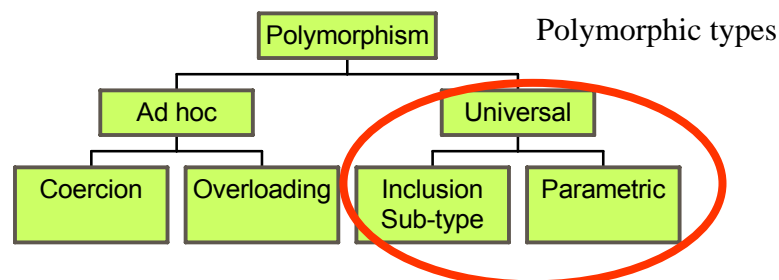 Polymorphism
Polymorphic types
Ad hoc
Universal
Coercion
Overloading
Inclusion
Sub-type
Parametric